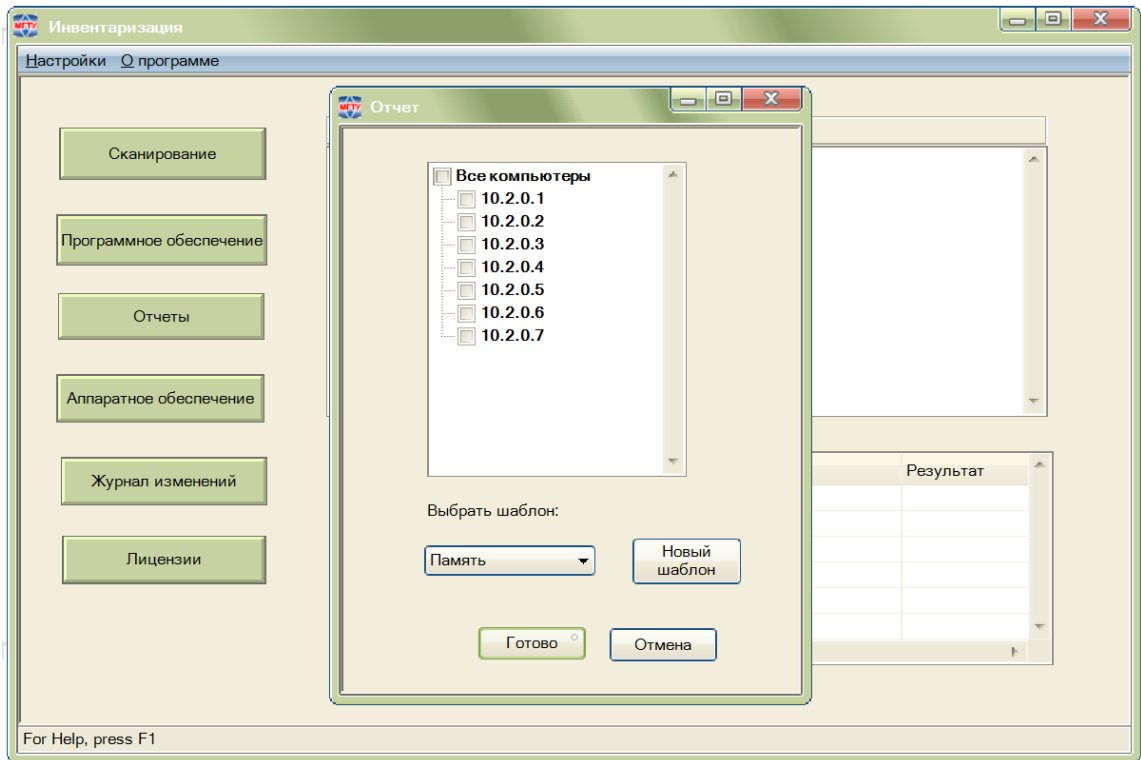 МГТУ Инвентаризация
Настройки О программе
Сканирование
Программное обеспечение
Отчеты
Аппаратное обеспечение
Журнал изменений
Лицензии
МГТУ Отчет
Все компьютеры
10.2.0.1
10.2.0.2
10.2.0.3
10.2.0.4
10.2.0.5
10.2.0.6
10.2.0.7
Выбрать шаблон:
Память
Новый
шаблон
Готово
Отмена
Результат
For Help, press F1